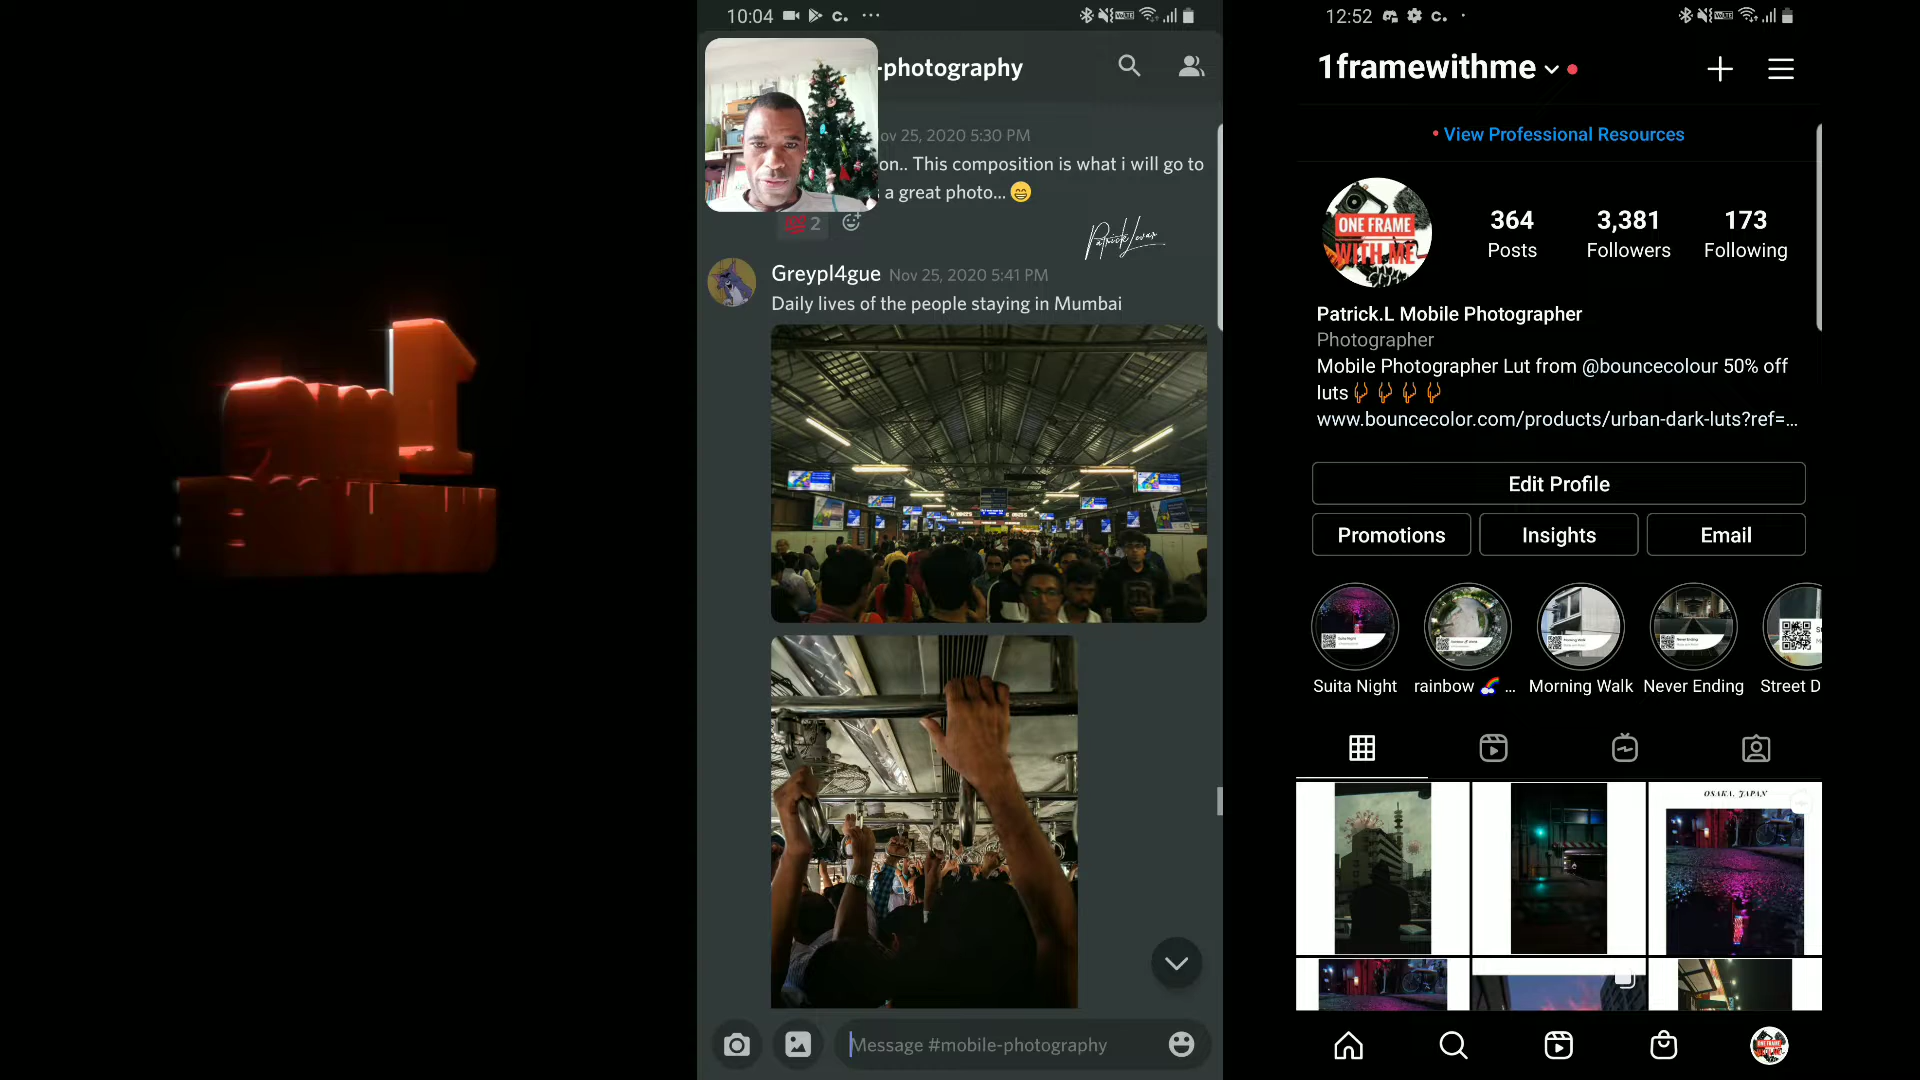 10:04
-photography
ov 25, 2020 5:30 PM
on.. This composition is what i will go to
a great photo... 😁
💯 2
Patrick Levar
Greypl4gue Nov 25, 2020 5:41 PM
Daily lives of the people staying in Mumbai
Message #mobile-photography
12:52
1framewithme
View Professional Resources
ONE FRAME
WITH ME
364
Posts
3,381
Followers
173
Following
Patrick.L Mobile Photographer
Photographer
Mobile Photographer Lut from @bouncecolour 50% off
luts👇👇👇👇
www.bouncecolor.com/products/urban-dark-luts?ref=...
Edit Profile
Promotions
Insights
Email
Suita Night
rainbow 🌈 ...
Morning Walk
Never Ending
Street D
OSAKA, JAPAN